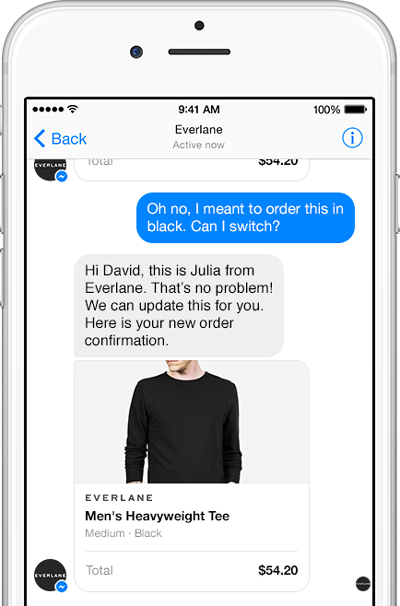 9:41 AM
100%
Back
Everlane
Active now
EVERLANE
Total
$54.20
Oh no, I meant to order this in
black. Can I switch?
Hi David, this is Julia from
Everlane. That's no problem!
We can update this for you.
Here is your new order
confirmation.
EVERLANE
Men's Heavyweight Tee
Medium · Black
Total
$54.20
EVERLANE
EVERLANE